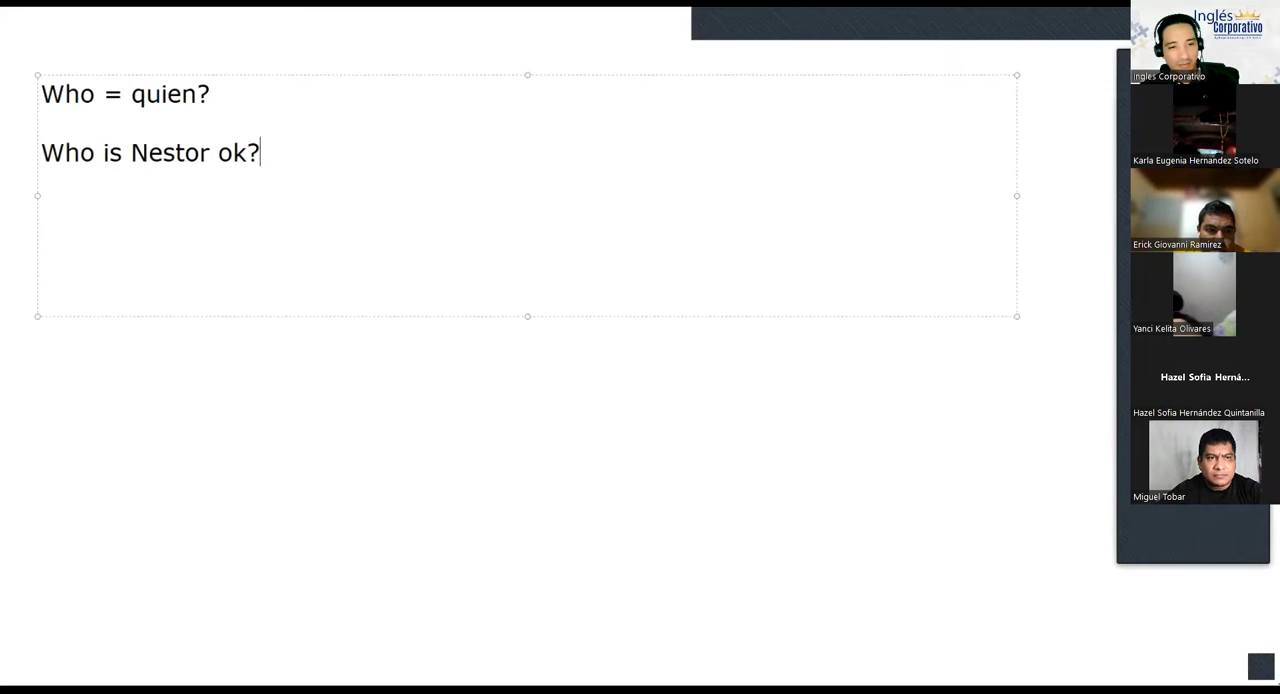 Who = quien?
Who is Nestor ok?
Inglés
Corporativo
Ingles Corporativo
Karla Eugenia Hernández Sotelo
Erick Giovanni Ramirez
Yanci Kelita Olivares
Hazel Sofia Herná...
Hazel Sofia Hernández Quintanilla
Miguel Tobar